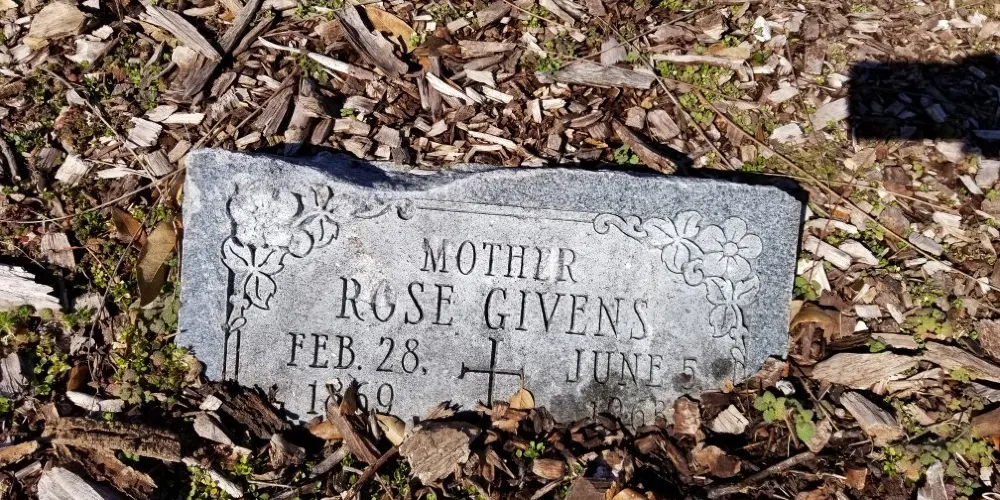 MOTHER
ROSE GIVENS
FEB. 28. JUNE 5
1869